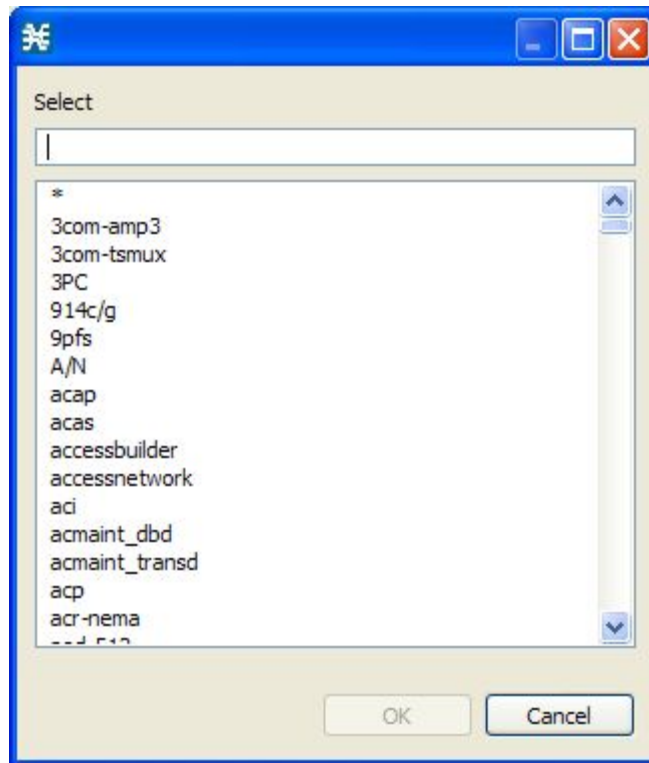 Select
*
3com-amp3
3com-tsmux
3PC
914c/g
9pfs
A/N
acap
acas
accessbuilder
accessnetwork
aci
acmaint_dbd
acmaint_transd
acp
acr-nema
OK
Cancel